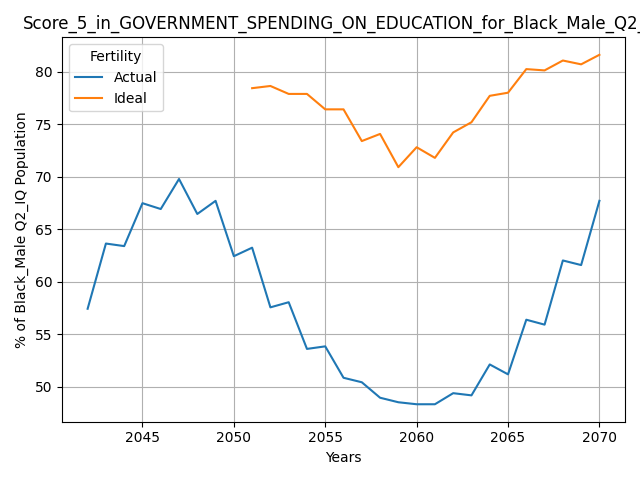 Score_5_in_GOVERNMENT_SPENDING_ON_EDUCATION_for_Black_Male_Q2_
Fertility
Actual
Ideal
80
75
70
65
60
55
50
% of Black_Male Q2_IQ Population
2045
2050
2055
2060
2065
2070
Years